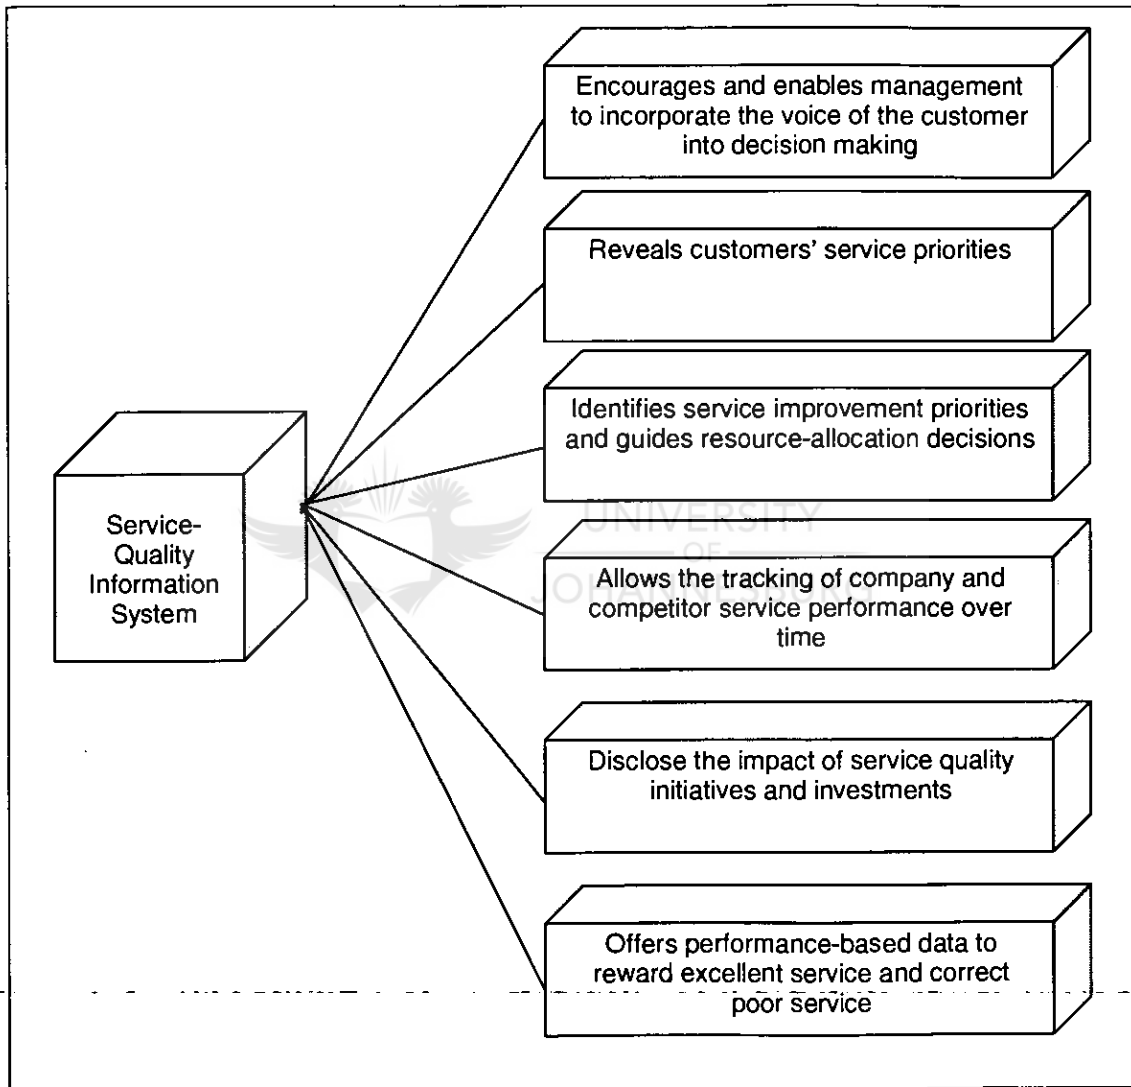 Encourages and enables management
to incorporate the voice of the customer
into decision making
Reveals customers' service priorities
Identifies service improvement priorities
and guides resource-allocation decisions
Service-
Quality
Information
System
UNIVERSITY
OF
JOHANNESBURG
Allows the tracking of company and
competitor service performance over
time
Disclose the impact of service quality
initiatives and investments
Offers performance-based data to
reward excellent service and correct
poor service